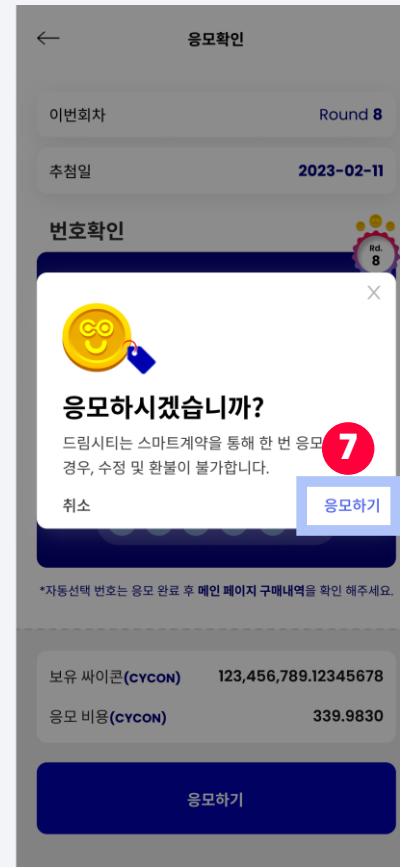 응모확인
이번회차 Round 8
추첨일 2023-02-11
번호확인
Rd.
8
CO
응모하시겠습니까?
드림시티는 스마트계약을 통해 한 번 응모
7
경우, 수정 및 환불이 불가합니다.
취소 응모하기
*자동선택 번호는 응모 완료 후 메인 페이지 구매내역을 확인 해주세요.
보유 싸이콘(CYCON) 123,456,789.12345678
응모 비용(CYCON) 339.9830
응모하기